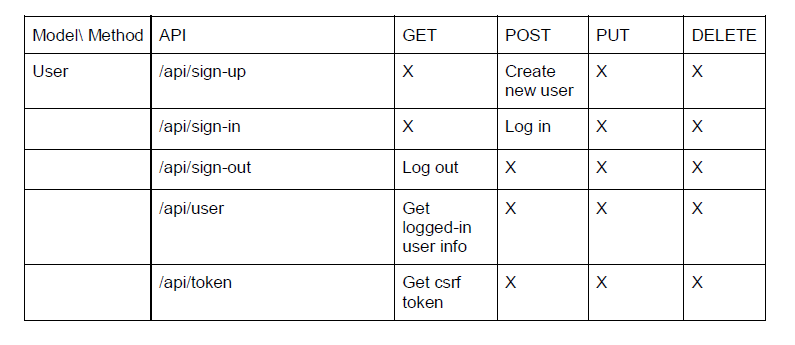 Model\ Method API GET POST PUT DELETE
User /api/sign-up X Create new user X X
/api/sign-in X Log in X X
/api/sign-out Log out X X X
/api/user Get logged-in user info X X X
/api/token Get csrf token X X X